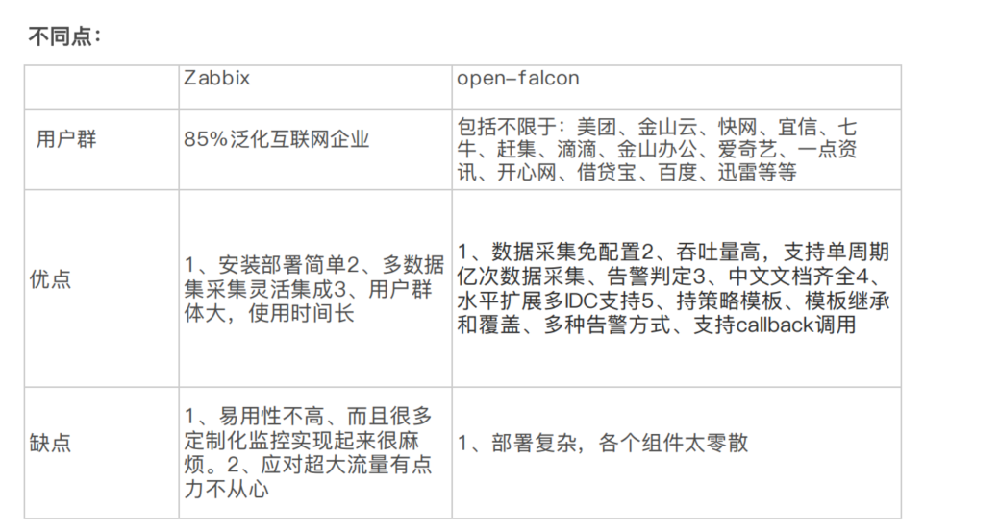 不同点：
Zabbix
open-falcon
用户群
85%泛化互联网企业
包括不限于：美团、金山云、快网、宜信、七
牛、赶集、滴滴、金山办公、爱奇艺、一点资
讯、开心网、借贷宝、百度、迅雷等等
优点
1、安装部署简单2、多数据
集采集灵活集成3、用户群
体大，使用时间长
1、数据采集免配置2、吞吐量高，支持单周期
亿次数据采集、告警判定3、中文文档齐全4、
水平扩展多IDC支持5、持策略模板、模板继承
和覆盖、多种告警方式、支持callback调用
缺点
1、易用性不高、而且很多
定制化监控实现起来很麻
烦。2、应对超大流量有点
力不从心
1、部署复杂，各个组件太零散